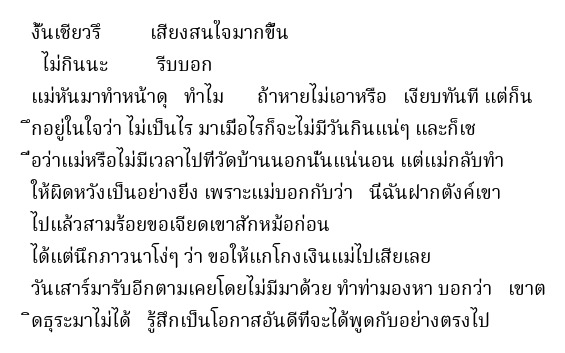 งั้นเชียวรึ เสียงสนใจมากขึ้น
ไม่กินนะ รีบบอก
แม่หันมาทำหน้าดุ ทำไม ถ้าหายไม่เอาหรือ เงียบทันที แต่ก็น
ึกอยู่ในใจว่า ไม่เป็นไร มาเมื่อไรก็จะไม่มีวันกินแน่ๆ และก็เช
ื่อว่าแม่หรือไม่มีเวลาไปที่วัดบ้านนอกนั้นแน่นอน แต่แม่กลับทำ
ให้ผิดหวังเป็นอย่างยิ่ง เพราะแม่บอกกับว่า นี่ฉันฝากตังค์เขา
ไปแล้วสามร้อยขอเจียดเขาสักหม้อก่อน
ได้แต่นึกภาวนาโง่ๆ ว่า ขอให้แกโกงเงินแม่ไปเสียเลย
วันเสาร์มารับอีกตามเคยโดยไม่มีมาด้วย ทำท่ามองหา บอกว่า เขาต
ิดธุระมาไม่ได้ รู้สึกเป็นโอกาสอันดีที่จะได้พูดกับอย่างตรงไป